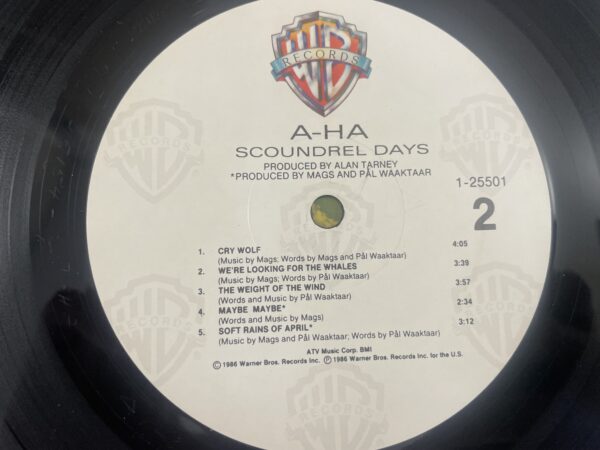 WB
RECORDS
A-HA
SCOUNDREL DAYS
PRODUCED BY ALAN TARNEY
*PRODUCED BY MAGS AND PÅL WAAKTAAR
1-25501
2
1. CRY WOLF 4:05
(Music by Mags: Words by Mags and Pål Waaktaar)
2. WE'RE LOOKING FOR THE WHALES 3:39
(Music by Mags; Words by Pål Waaktaar)
3. THE WEIGHT OF THE WIND 3:57
(Words and Music by Pål Waaktaar)
4. MAYBE MAYBE* 2:34
(Words and Music by Mags)
5. SOFT RAINS OF APRIL* 3:12
(Music by Mags and Pål Waaktaar; Words by Pål Waaktaar)
ATV Music Corp. BMI
©1986 Warner Bros. Records Inc. ℗1986 Warner Bros. Records Inc. for the U.S.